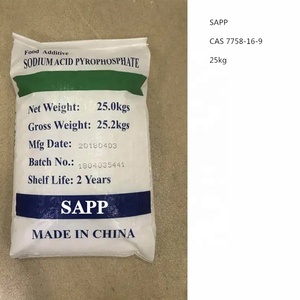 Food Additive
SODIUM ACID PYROPHOSPHATE
Net Weight: 25.0kgs
Gross Weight: 25.2kgs
Mfg Date: 20180403
Batch No.: 1804035441
Shelf Life: 2 Years
SAPP
MADE IN CHINA
SAPP
CAS 7758-16-9
25kg